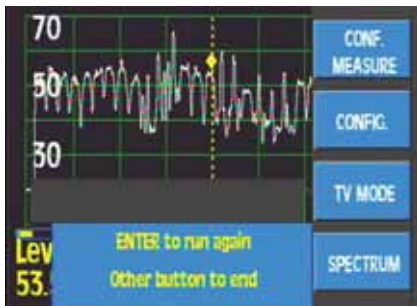 70
CONF.
MEASURE
50
CONFIG.
30
TV MODE
ENTER to run again
Other button to end
Lev
53.
SPECTRUM